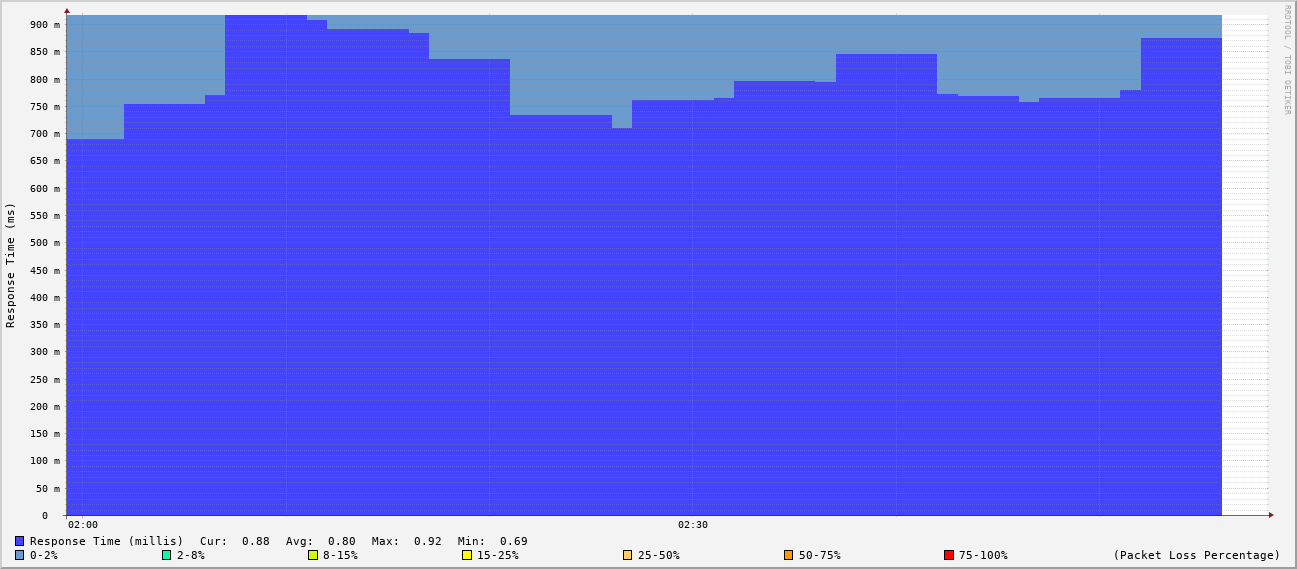 RRDTOOL / TOBI OETIKER
Response Time (ms)
900 m
850 m
800 m
750 m
700 m
650 m
600 m
550 m
500 m
450 m
400 m
350 m
300 m
250 m
200 m
150 m
100 m
50 m
0
02:00 02:30
Response Time (millis) Cur: 0.88 Avg: 0.80 Max: 0.92 Min: 0.69
0-2% 2-8% 8-15% 15-25% 25-50% 50-75% 75-100% (Packet Loss Percentage)